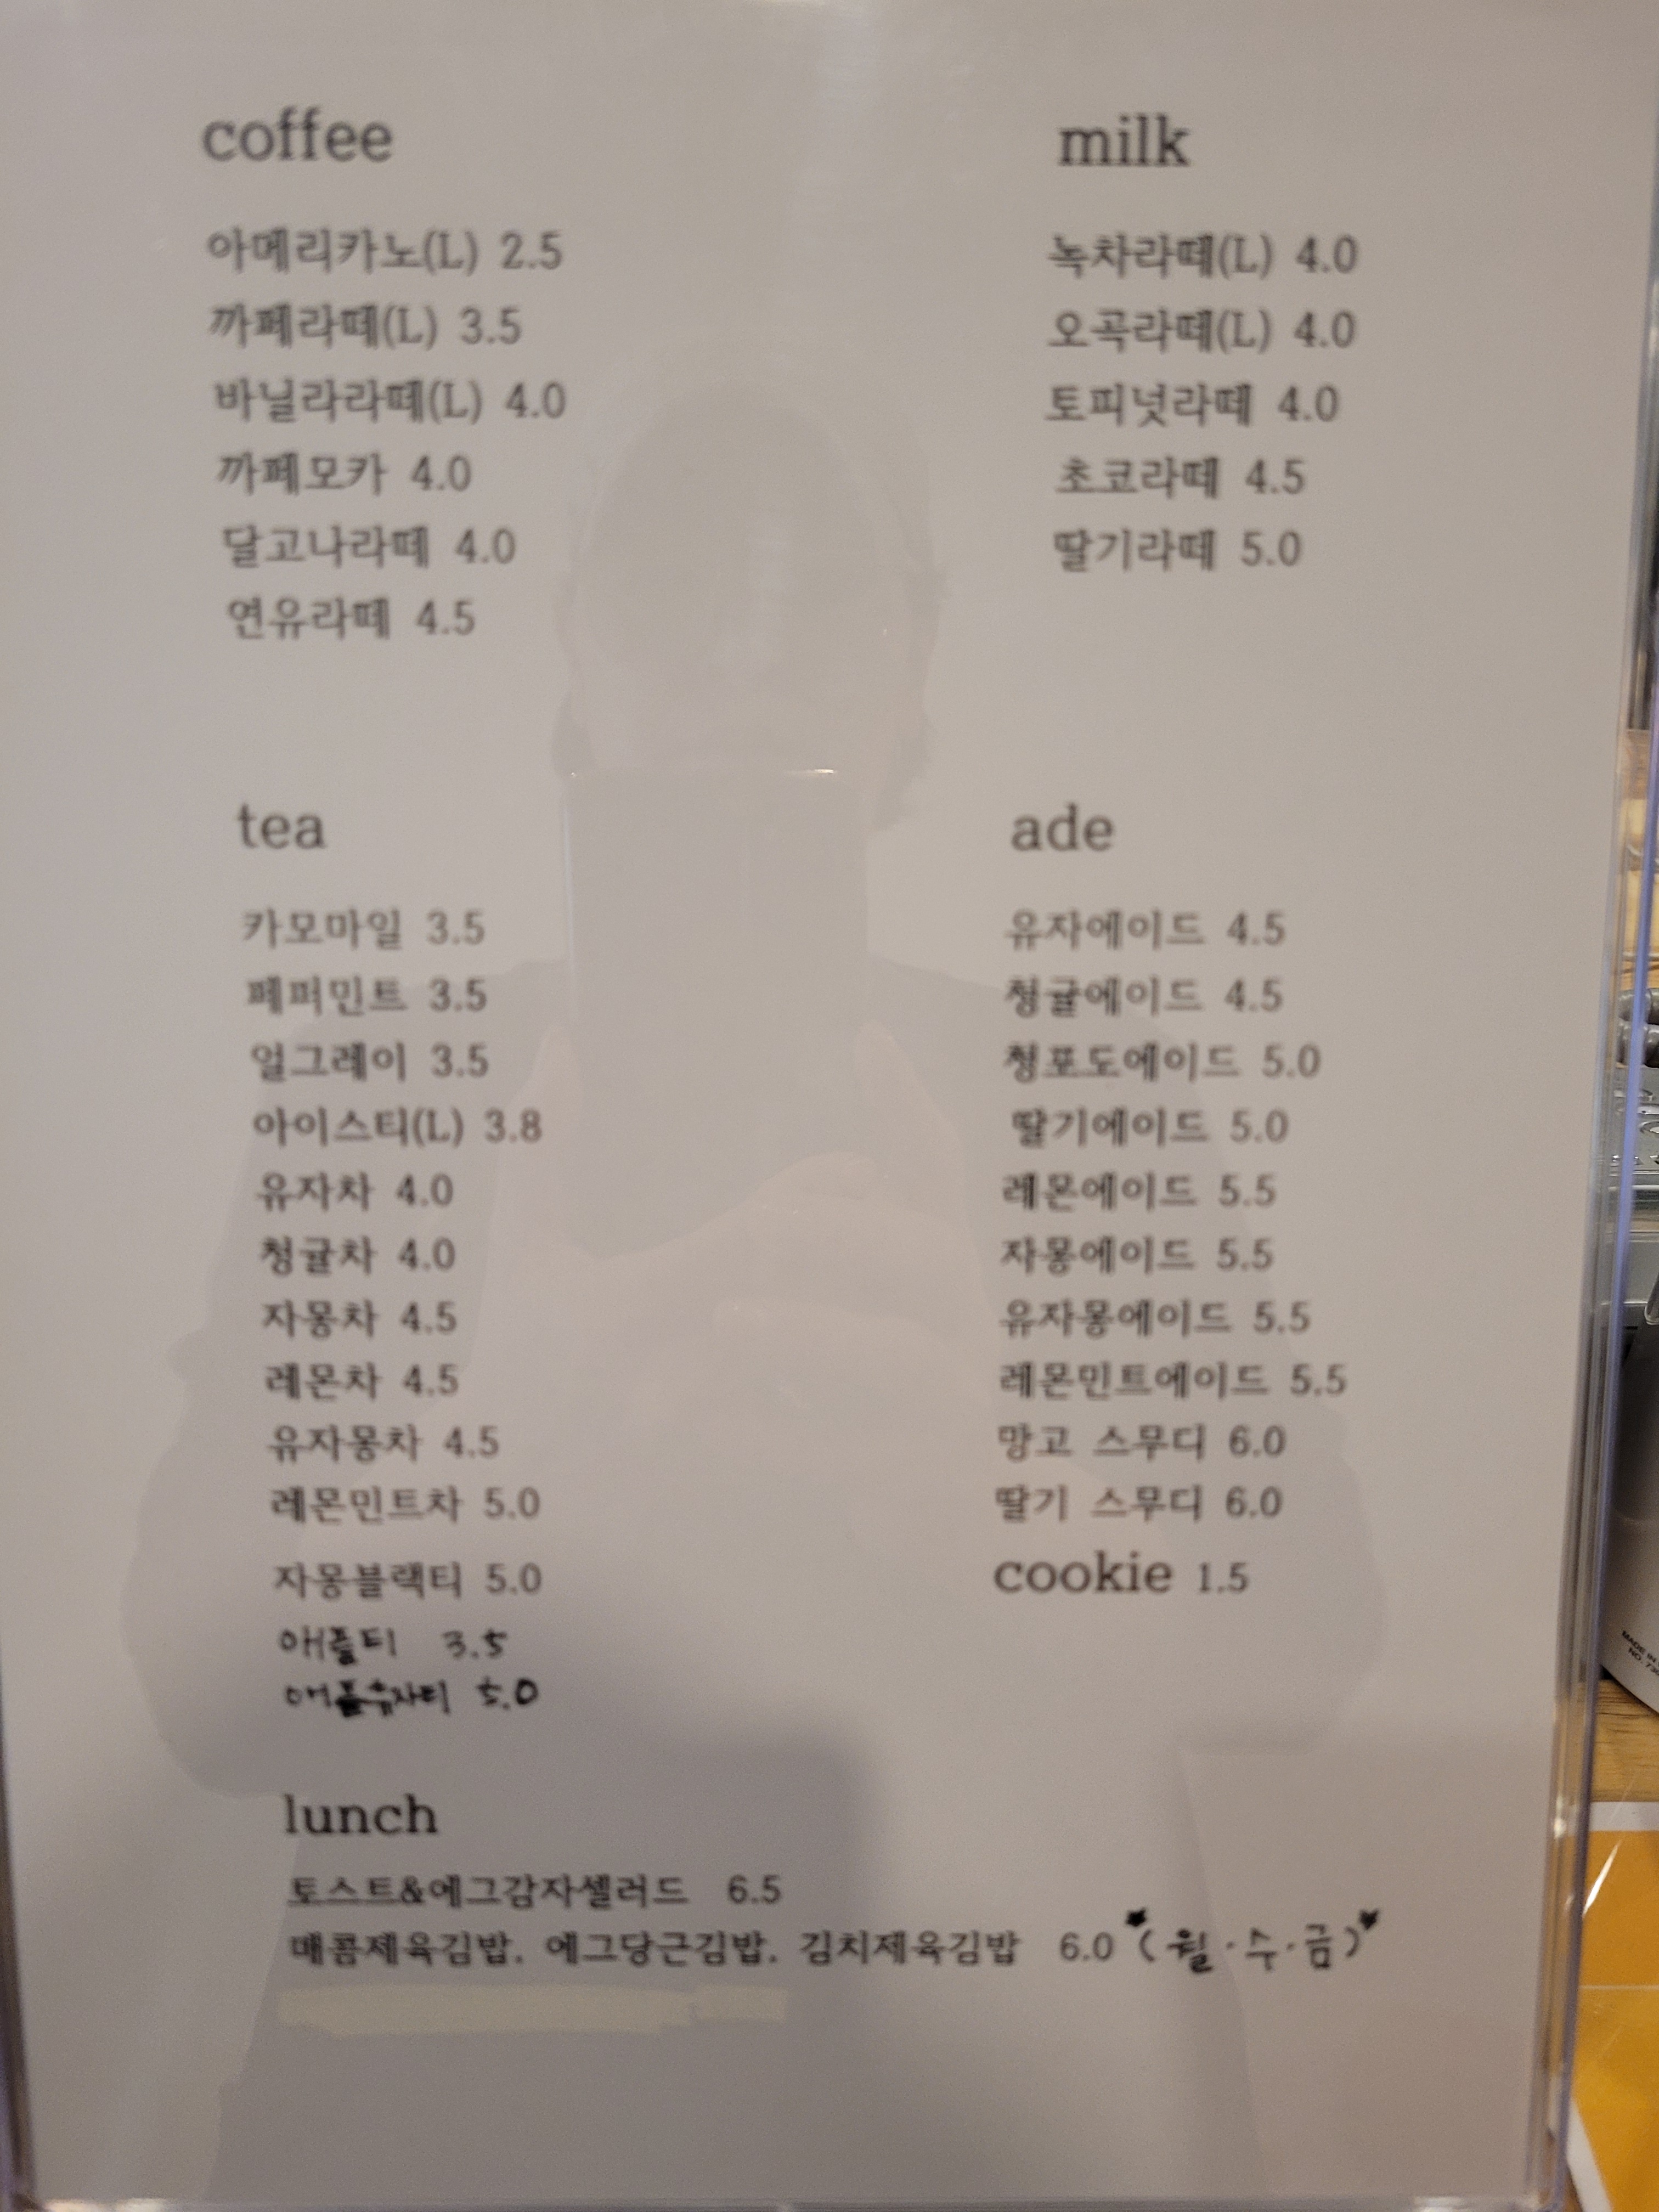 coffee
아메리카노(L) 2.5
까페라떼(L) 3.5
바닐라라떼(L) 4.0
까페모카 4.0
달고나라떼 4.0
연유라떼 4.5
milk
녹차라떼(L) 4.0
오곡라떼(L) 4.0
토피넛라떼 4.0
초코라떼 4.5
딸기라떼 5.0
tea
카모마일 3.5
페퍼민트 3.5
얼그레이 3.5
아이스티(L) 3.8
유자차 4.0
청귤차 4.0
자몽차 4.5
레몬차 4.5
유자몽차 4.5
레몬민트차 5.0
자몽블랙티 5.0
애플티 3.5
애플유자티 5.0
ade
유자에이드 4.5
청귤에이드 4.5
청포도에이드 5.0
딸기에이드 5.0
레몬에이드 5.5
자몽에이드 5.5
유자몽에이드 5.5
레몬민트에이드 5.5
망고 스무디 6.0
딸기 스무디 6.0
cookie 1.5
lunch
토스트&에그감자샐러드 6.5
매콤제육김밥. 에그당근김밥. 김치제육김밥 6.0 (월·수·금)